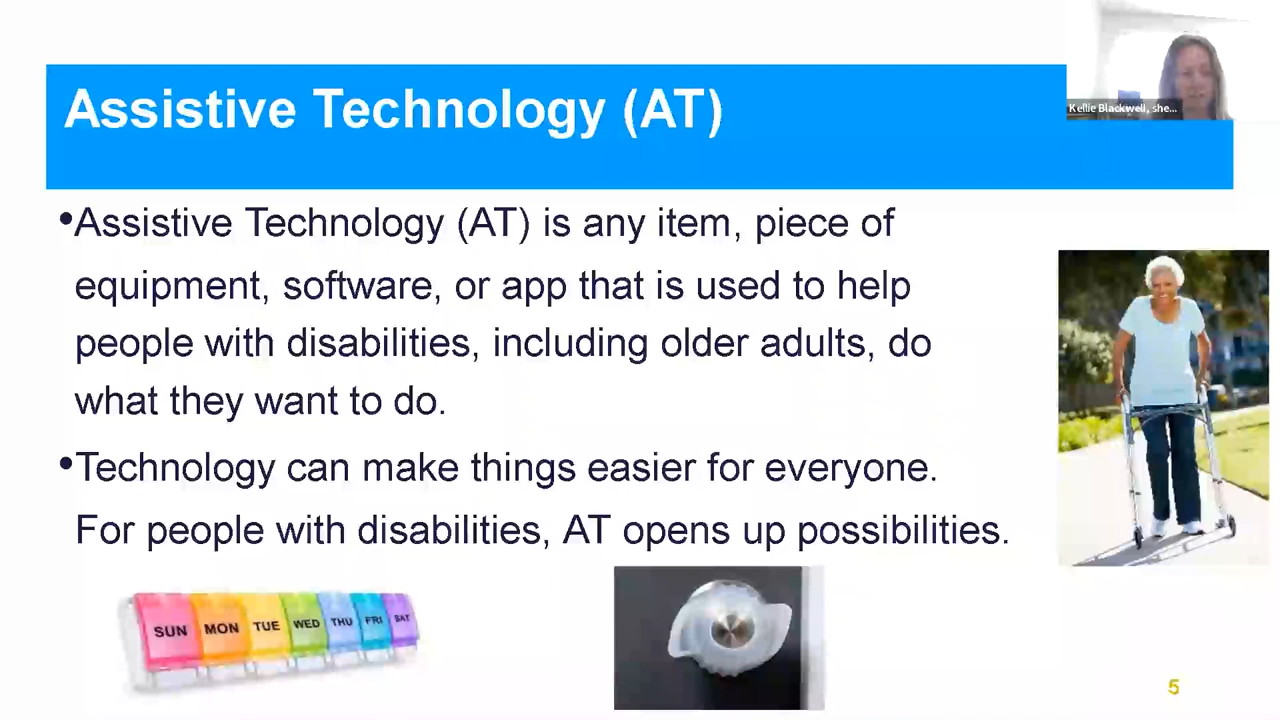 Assistive Technology (AT)
Kellie Blackwell, she...
•Assistive Technology (AT) is any item, piece of
equipment, software, or app that is used to help
people with disabilities, including older adults, do
what they want to do.
•Technology can make things easier for everyone.
For people with disabilities, AT opens up possibilities.
SUN MON TUE WED THU FRI SAT
5